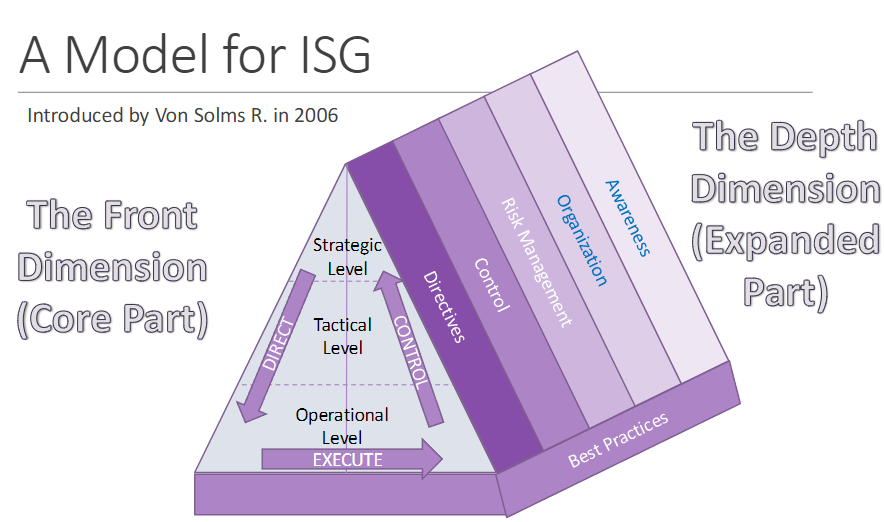 A Model for ISG
Introduced by Von Solms R. in 2006
The Front
Dimension
(Core Part)
The Depth
Dimension
(Expanded
Part)
Strategic
Level
Tactical
Level
Operational
Level
DIRECT
CONTROL
EXECUTE
Directives
Control
Risk Management
Organization
Awareness
Best Practices